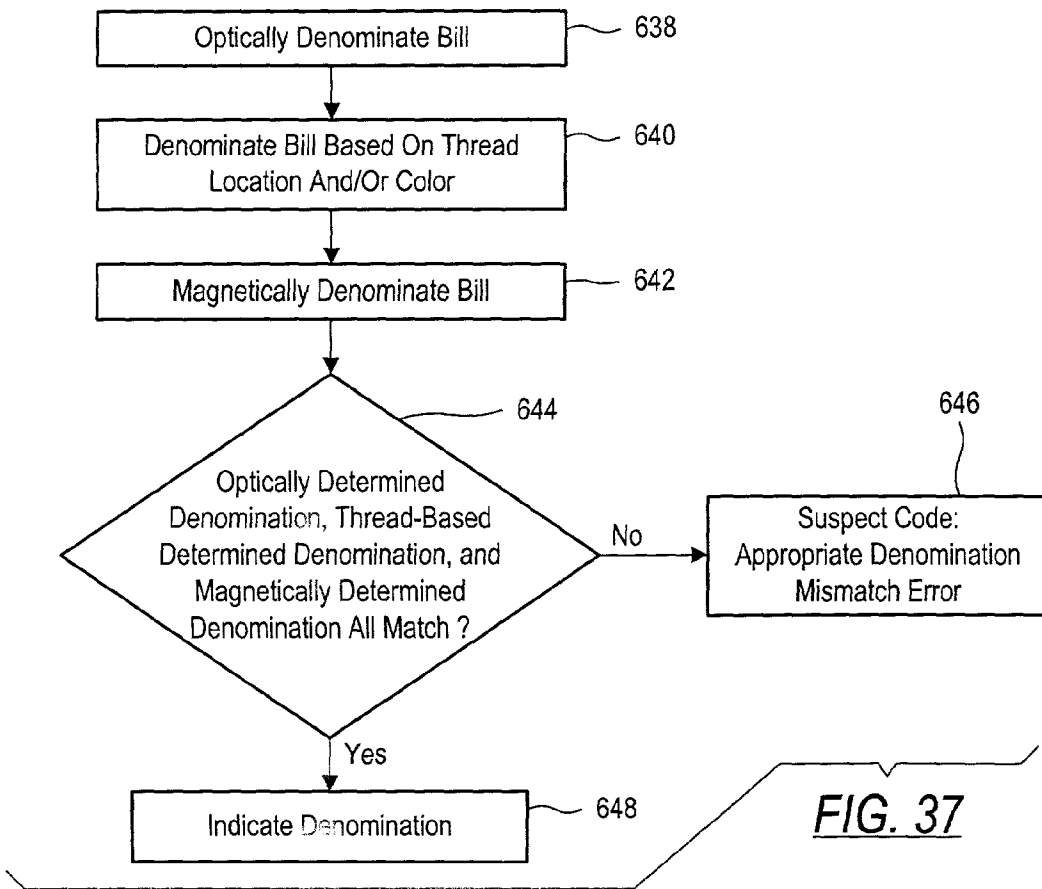 Optically Denominate Bill
638
Denominate Bill Based On Thread
Location And/Or Color
640
Magnetically Denominate Bill
642
644
Optically Determined
Denomination, Thread-Based
Determined Denomination, and
Magnetically Determined
Denomination All Match ?
No
646
Suspect Code:
Appropriate Denomination
Mismatch Error
Yes
Indicate Denomination
648
FIG. 37